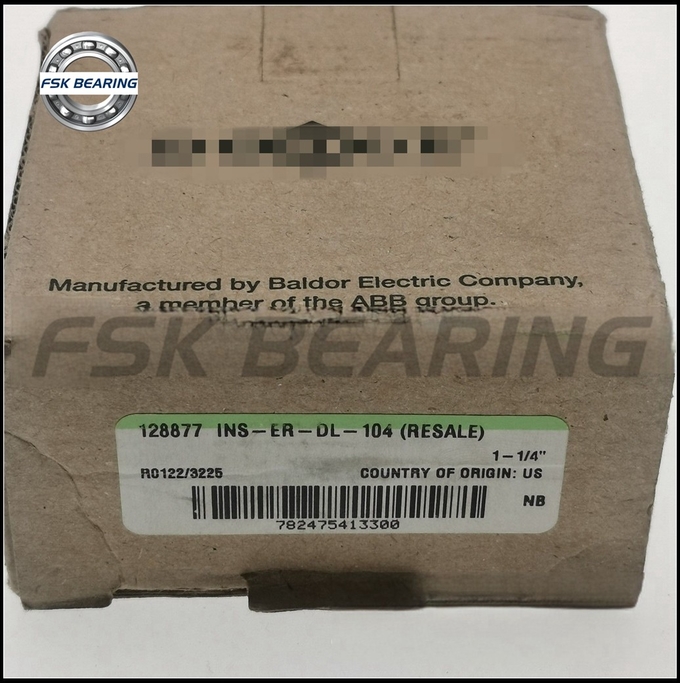 FSK BEARING
Manufactured by Baldor Electric Company,
a member of the ABB group.
FSK BEARING
128877 INS-ER-DL-104 (RESALE)
1-1/4"
R0122/3225 COUNTRY OF ORIGIN: US
NB
782475413300